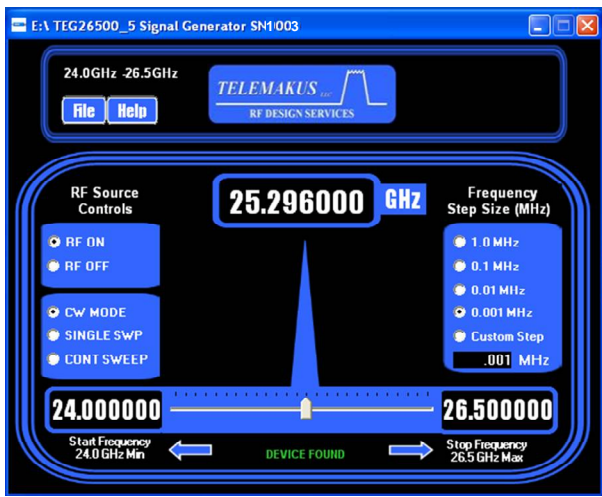 E:\ TEG26500_5 Signal Generator SN1003
24.0GHz -26.5GHz
File Help
TELEMAKUS LLC
RF DESIGN SERVICES
RF Source
Controls
25.296000 GHz
Frequency
Step Size (MHz)
RF ON
RF OFF
CW MODE
SINGLE SWP
CONT SWEEP
1.0 MHz
0.1 MHz
0.01 MHz
0.001 MHz
Custom Step
.001 MHz
24.000000
26.500000
Start Frequency
24.0 GHz Min
DEVICE FOUND
Stop Frequency
26.5 GHz Max